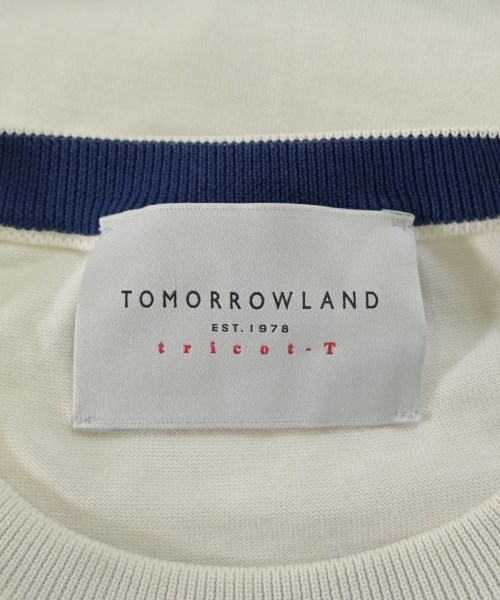 TOMORROWLAND
EST. 1978
tricot-T